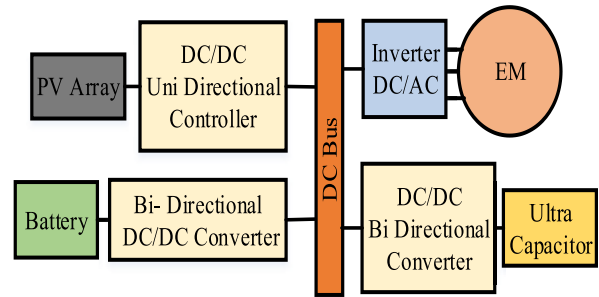 PV Array
DC/DC
Uni Directional
Controller
DC Bus
Inverter
DC/AC
EM
Battery
Bi- Directional
DC/DC Converter
DC/DC
Bi Directional
Converter
Ultra
Capacitor